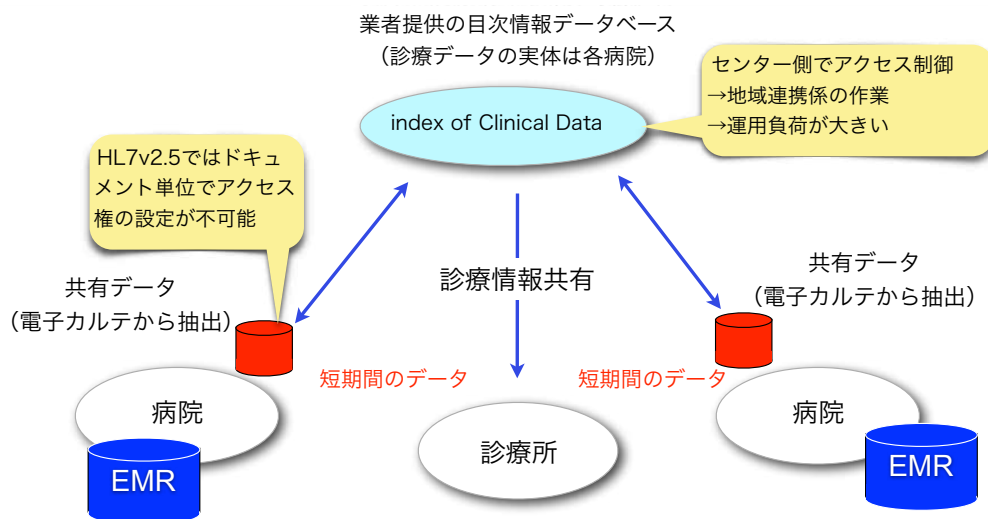 業者提供の目次情報データベース
（診療データの実体は各病院）
センター側でアクセス制御
→地域連携係の作業
→運用負荷が大きい
index of Clinical Data
HL7v2.5ではドキュ
メント単位でアクセス
権の設定が不可能
診療情報共有
共有データ
（電子カルテから抽出）
共有データ
（電子カルテから抽出）
短期間のデータ
短期間のデータ
病院
EMR
診療所
病院
EMR